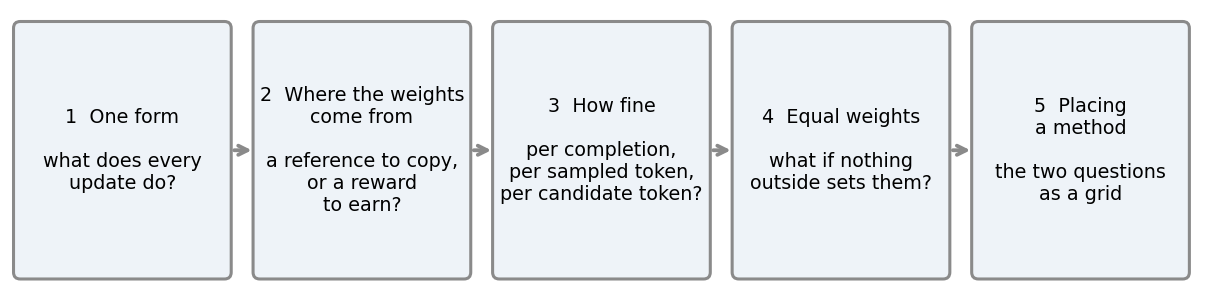 1  One form
what does every
update do?
2  Where the weights
come from
a reference to copy,
or a reward
to earn?
3  How fine
per completion,
per sampled token,
per candidate token?
4  Equal weights
what if nothing
outside sets them?
5  Placing
a method
the two questions
as a grid